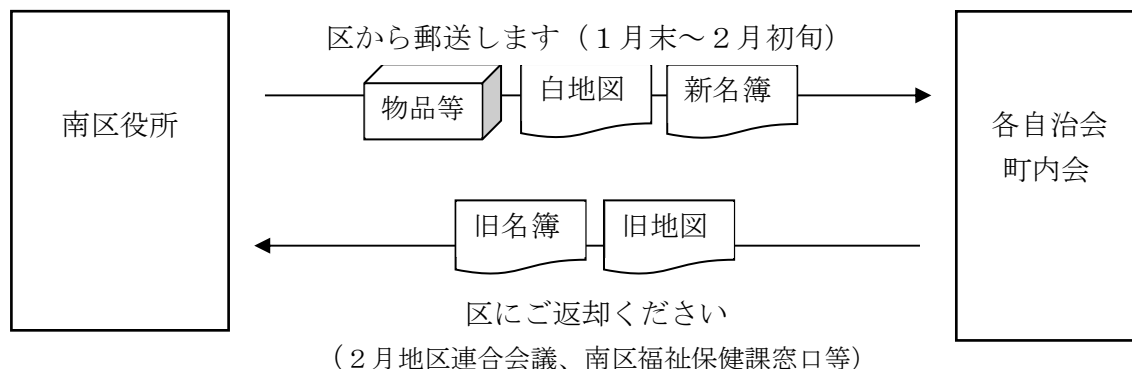 区から郵送します（１月末～２月初旬）
南区役所
物品等
白地図
新名簿
各自治会
町内会
旧名簿
旧地図
区にご返却ください
（２月地区連合会議、南区福祉保健課窓口等）